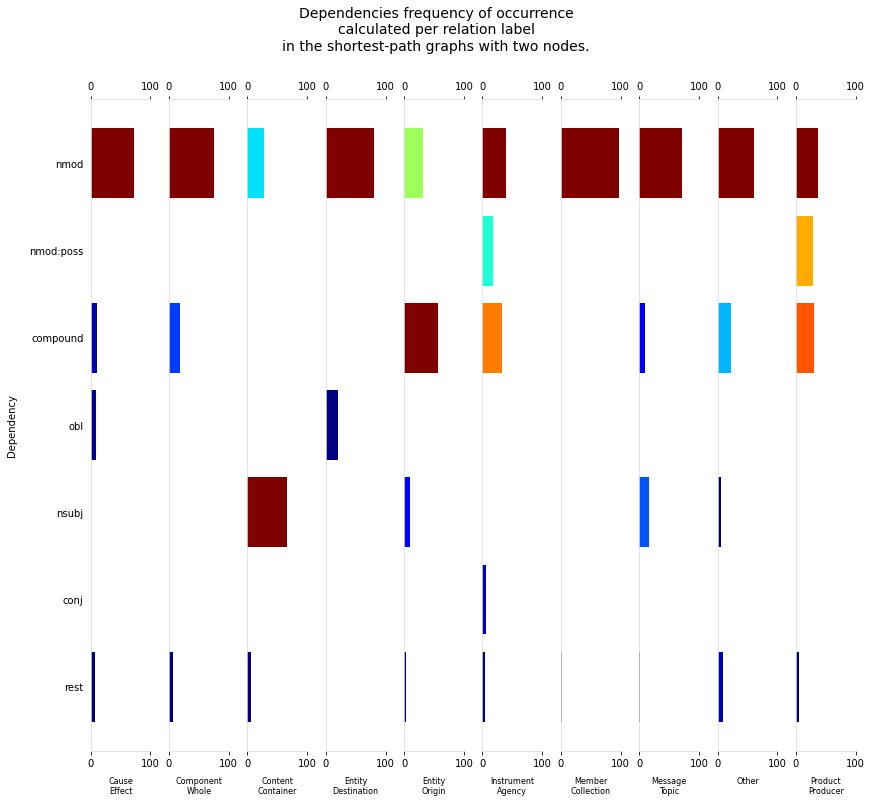 Dependencies frequency of occurrence
calculated per relation label
in the shortest-path graphs with two nodes.
0 100 0 100 0 100 0 100 0 100 0 100 0 100 0 100 0 100 0 100
nmod
nmod:poss
compound
obl
Dependency
nsubj
conj
rest
0 100 0 100 0 100 0 100 0 100 0 100 0 100 0 100 0 100 0 100
Cause Component Content Entity Entity Instrument Member Message Other Product
Effect Whole Container Destination Origin Agency Collection Topic Producer